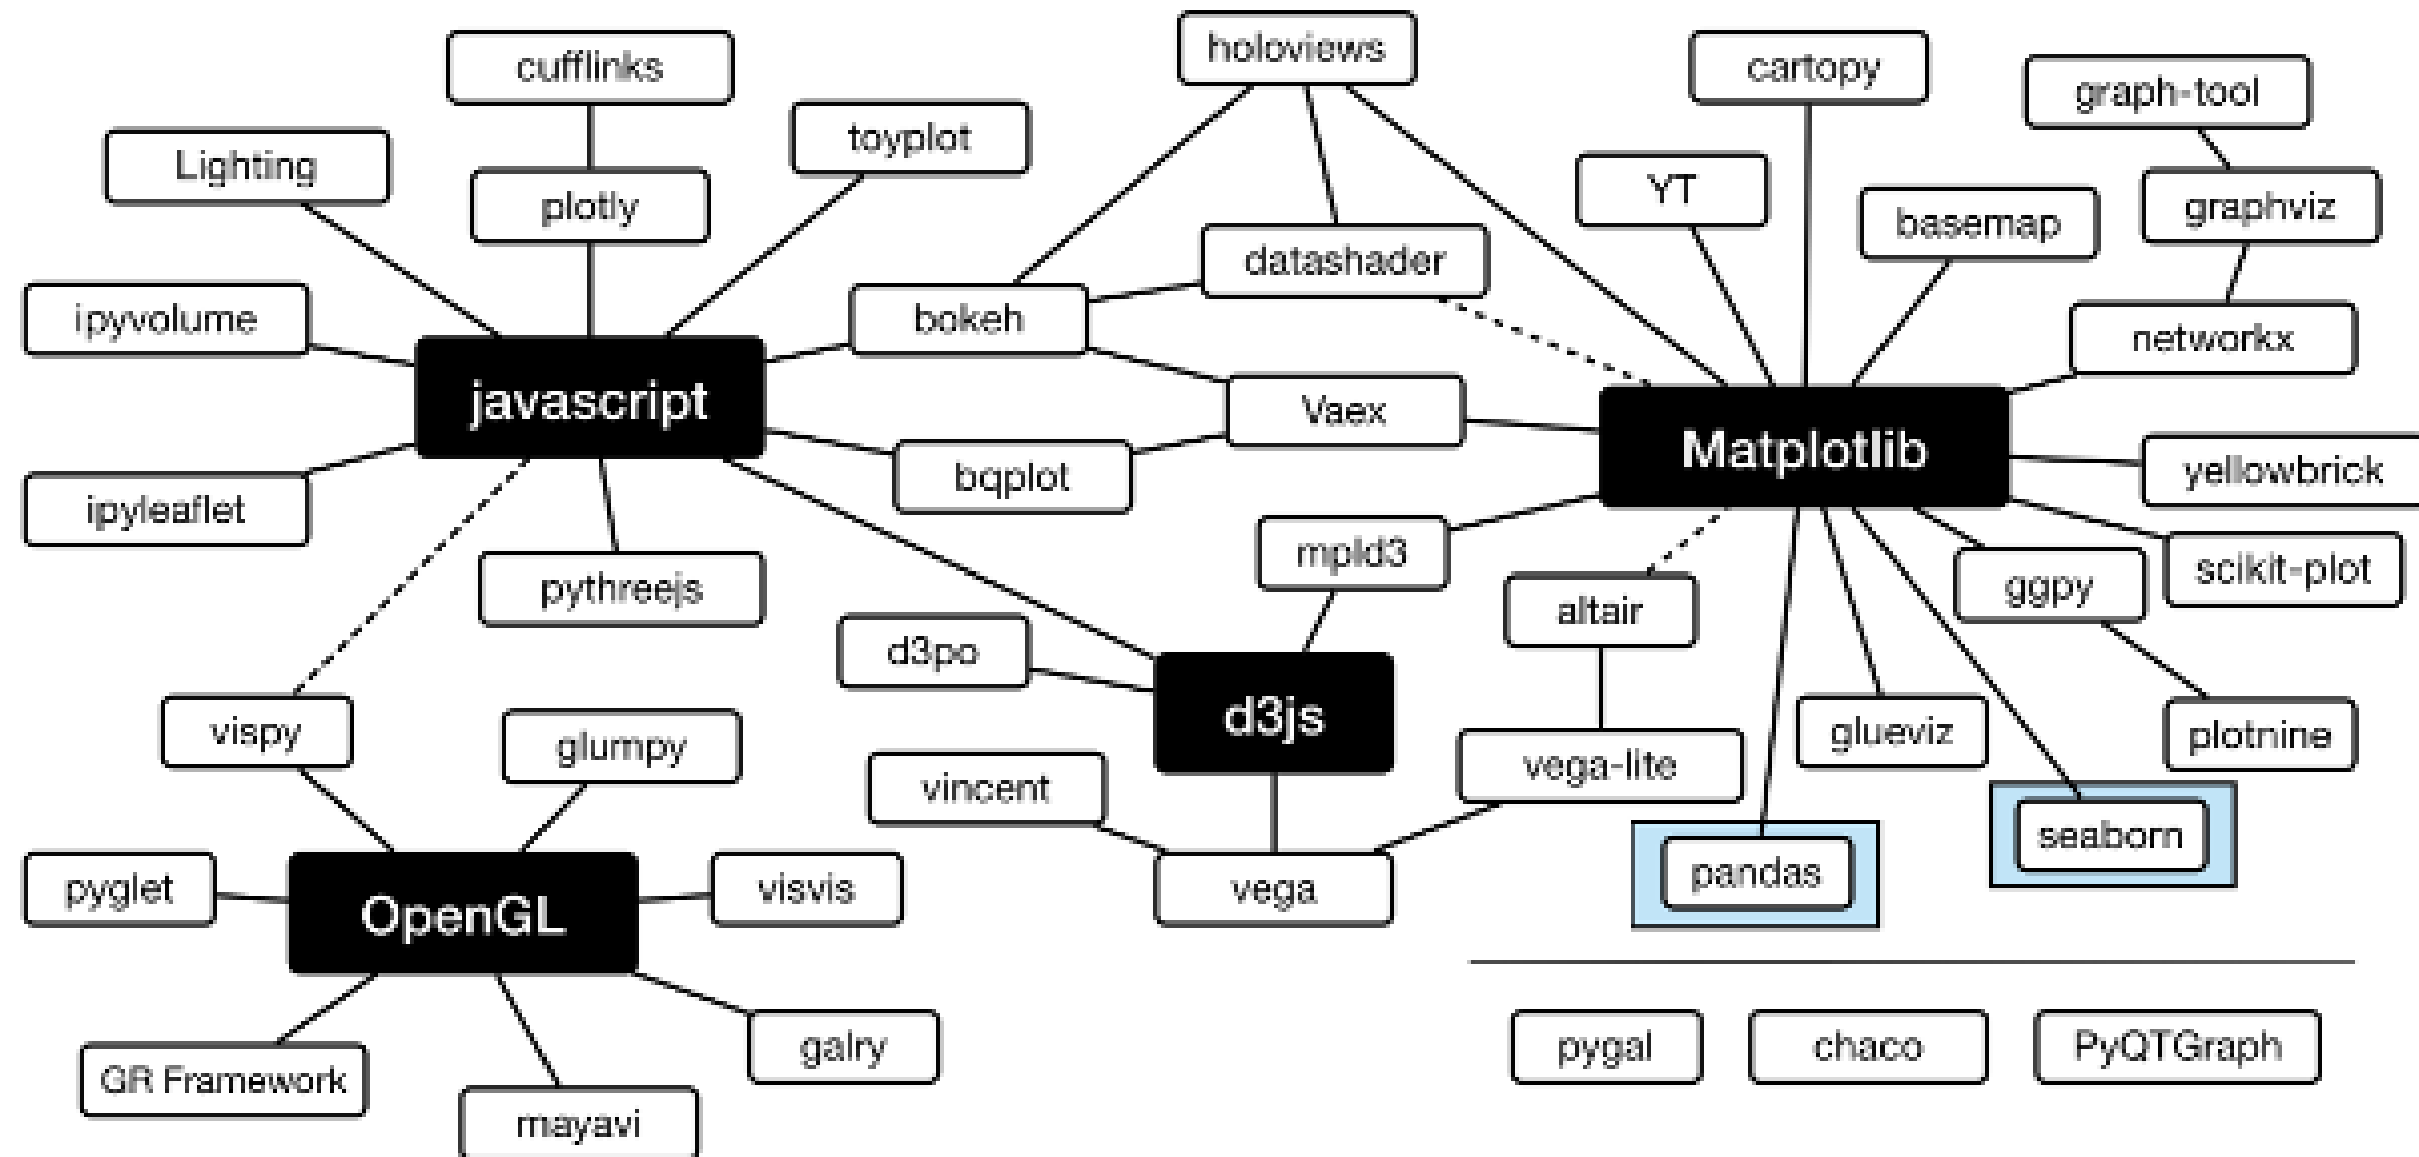 holoviews
cufflinks
cartopy
graph-tool
toyplot
Lighting
YT
plotly
graphviz
basemap
datashader
ipyvolume
bokeh
networkx
javascript
Vaex
Matplotlib
yellowbrick
bqplot
ipyleaflet
mpld3
scikit-plot
ggpy
pythreejs
altair
d3po
d3js
vispy
glumpy
glueviz
plotnine
vega-lite
vincent
seaborn
pandas
pyglet
visvis
vega
OpenGL
galry
pygal
chaco
PyQTGraph
GR Framework
mayavi